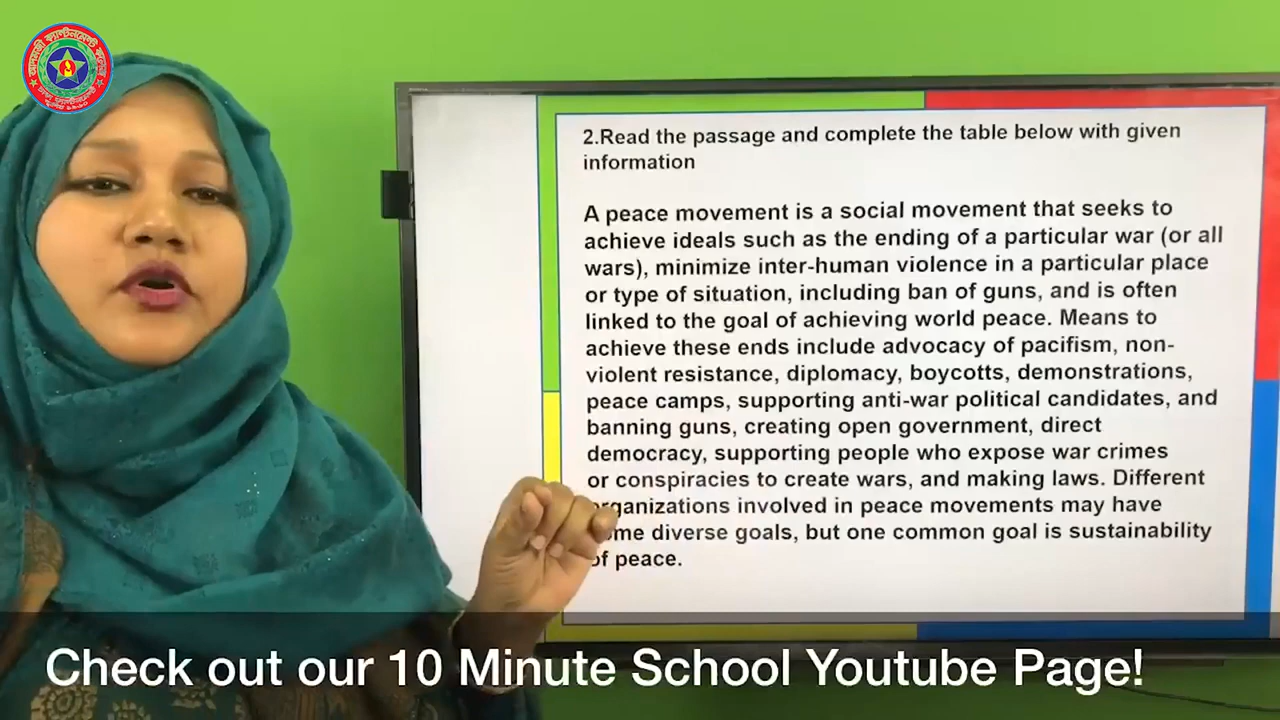 আদমজী ক্যান্টনমেন্ট কলেজ
2.Read the passage and complete the table below with given
information
A peace movement is a social movement that seeks to
achieve ideals such as the ending of a particular war (or all
wars), minimize inter-human violence in a particular place
or type of situation, including ban of guns, and is often
linked to the goal of achieving world peace. Means to
achieve these ends include advocacy of pacifism, non-
violent resistance, diplomacy, boycotts, demonstrations,
peace camps, supporting anti-war political candidates, and
banning guns, creating open government, direct
democracy, supporting people who expose war crimes
or conspiracies to create wars, and making laws. Different
organizations involved in peace movements may have
some diverse goals, but one common goal is sustainability
of peace.
Check out our 10 Minute School Youtube Page!